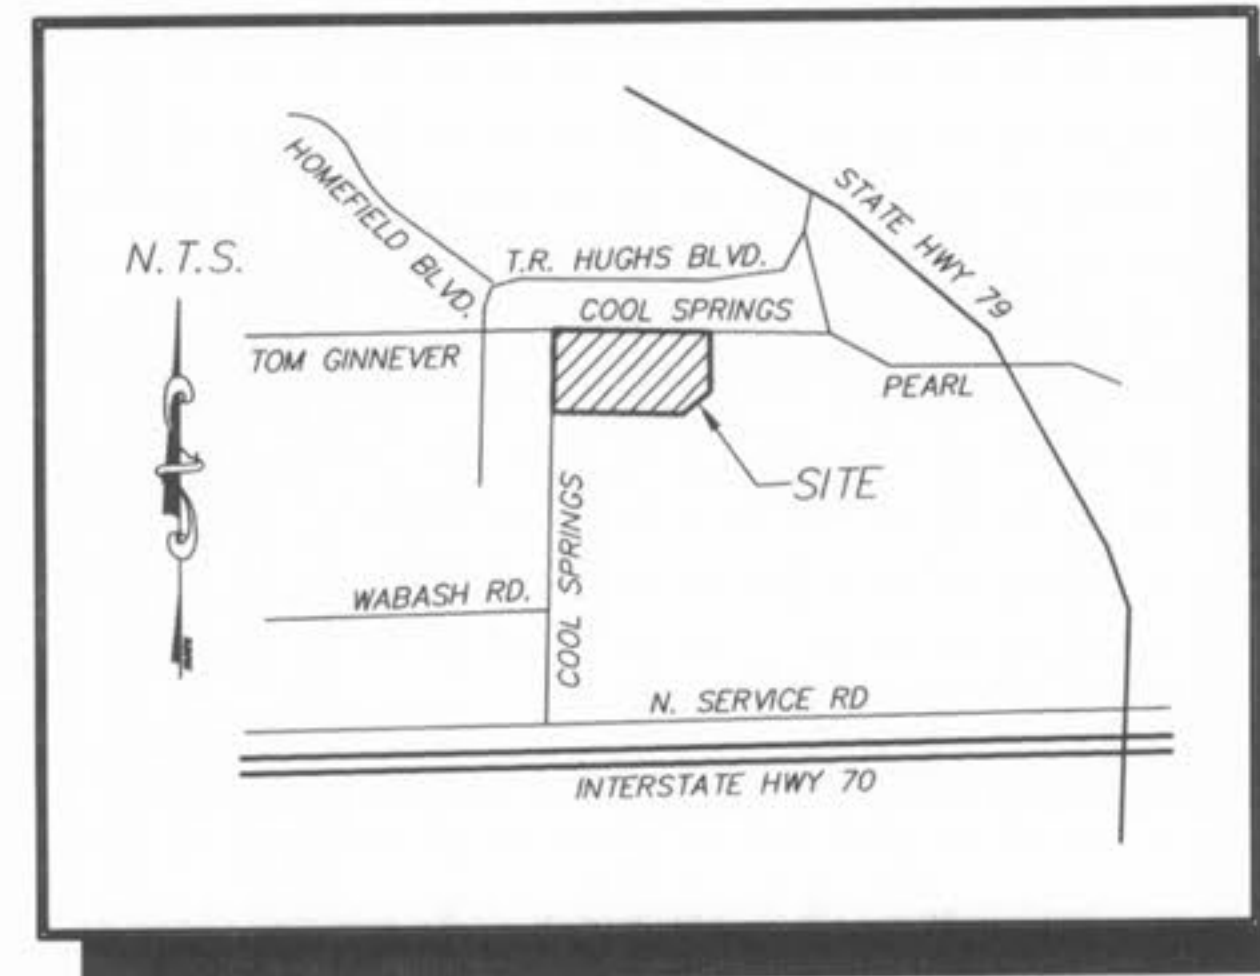 HOMEFIELD BLVD.
STATE HWY 79
N.T.S.
T.R. HUGHS BLVD.
COOL SPRINGS
TOM GINNEVER
PEARL
SITE
COOL SPRINGS
WABASH RD.
N. SERVICE RD
INTERSTATE HWY 70